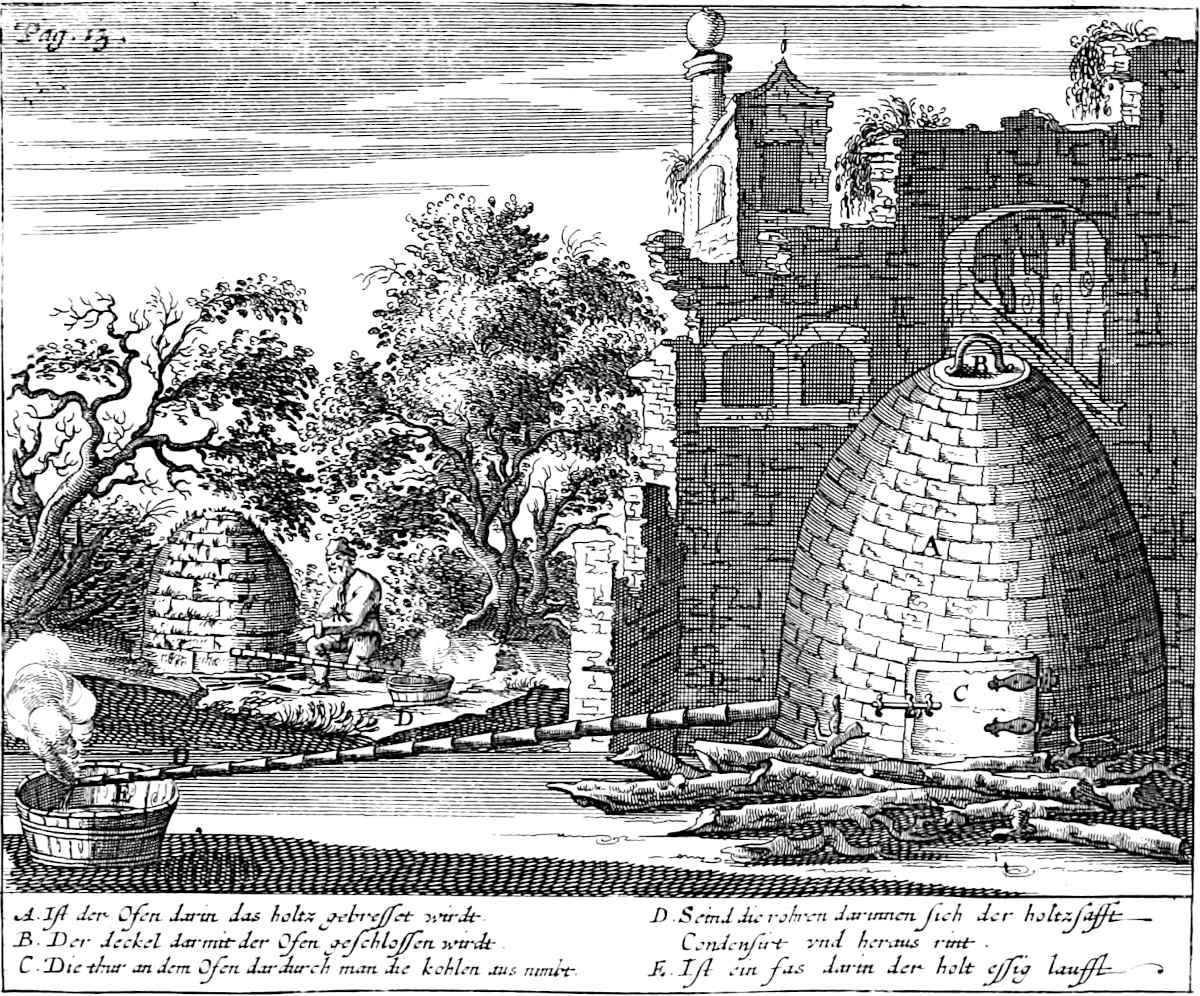 Pag. 13.
B
A
C
D
D
E
A. Ist der Ofen darin das holtz gebresset wirdt.
B. Der deckel darmit der Ofen geschlossen wirdt.
C. Die thur an dem Ofen dardurch man die kohlen aus nimbt.
D. Seind die rohren darinnen sich der holtzsafft
Condensirt vnd heraus rint.
E. Ist ein fas darin der holt essig laufft